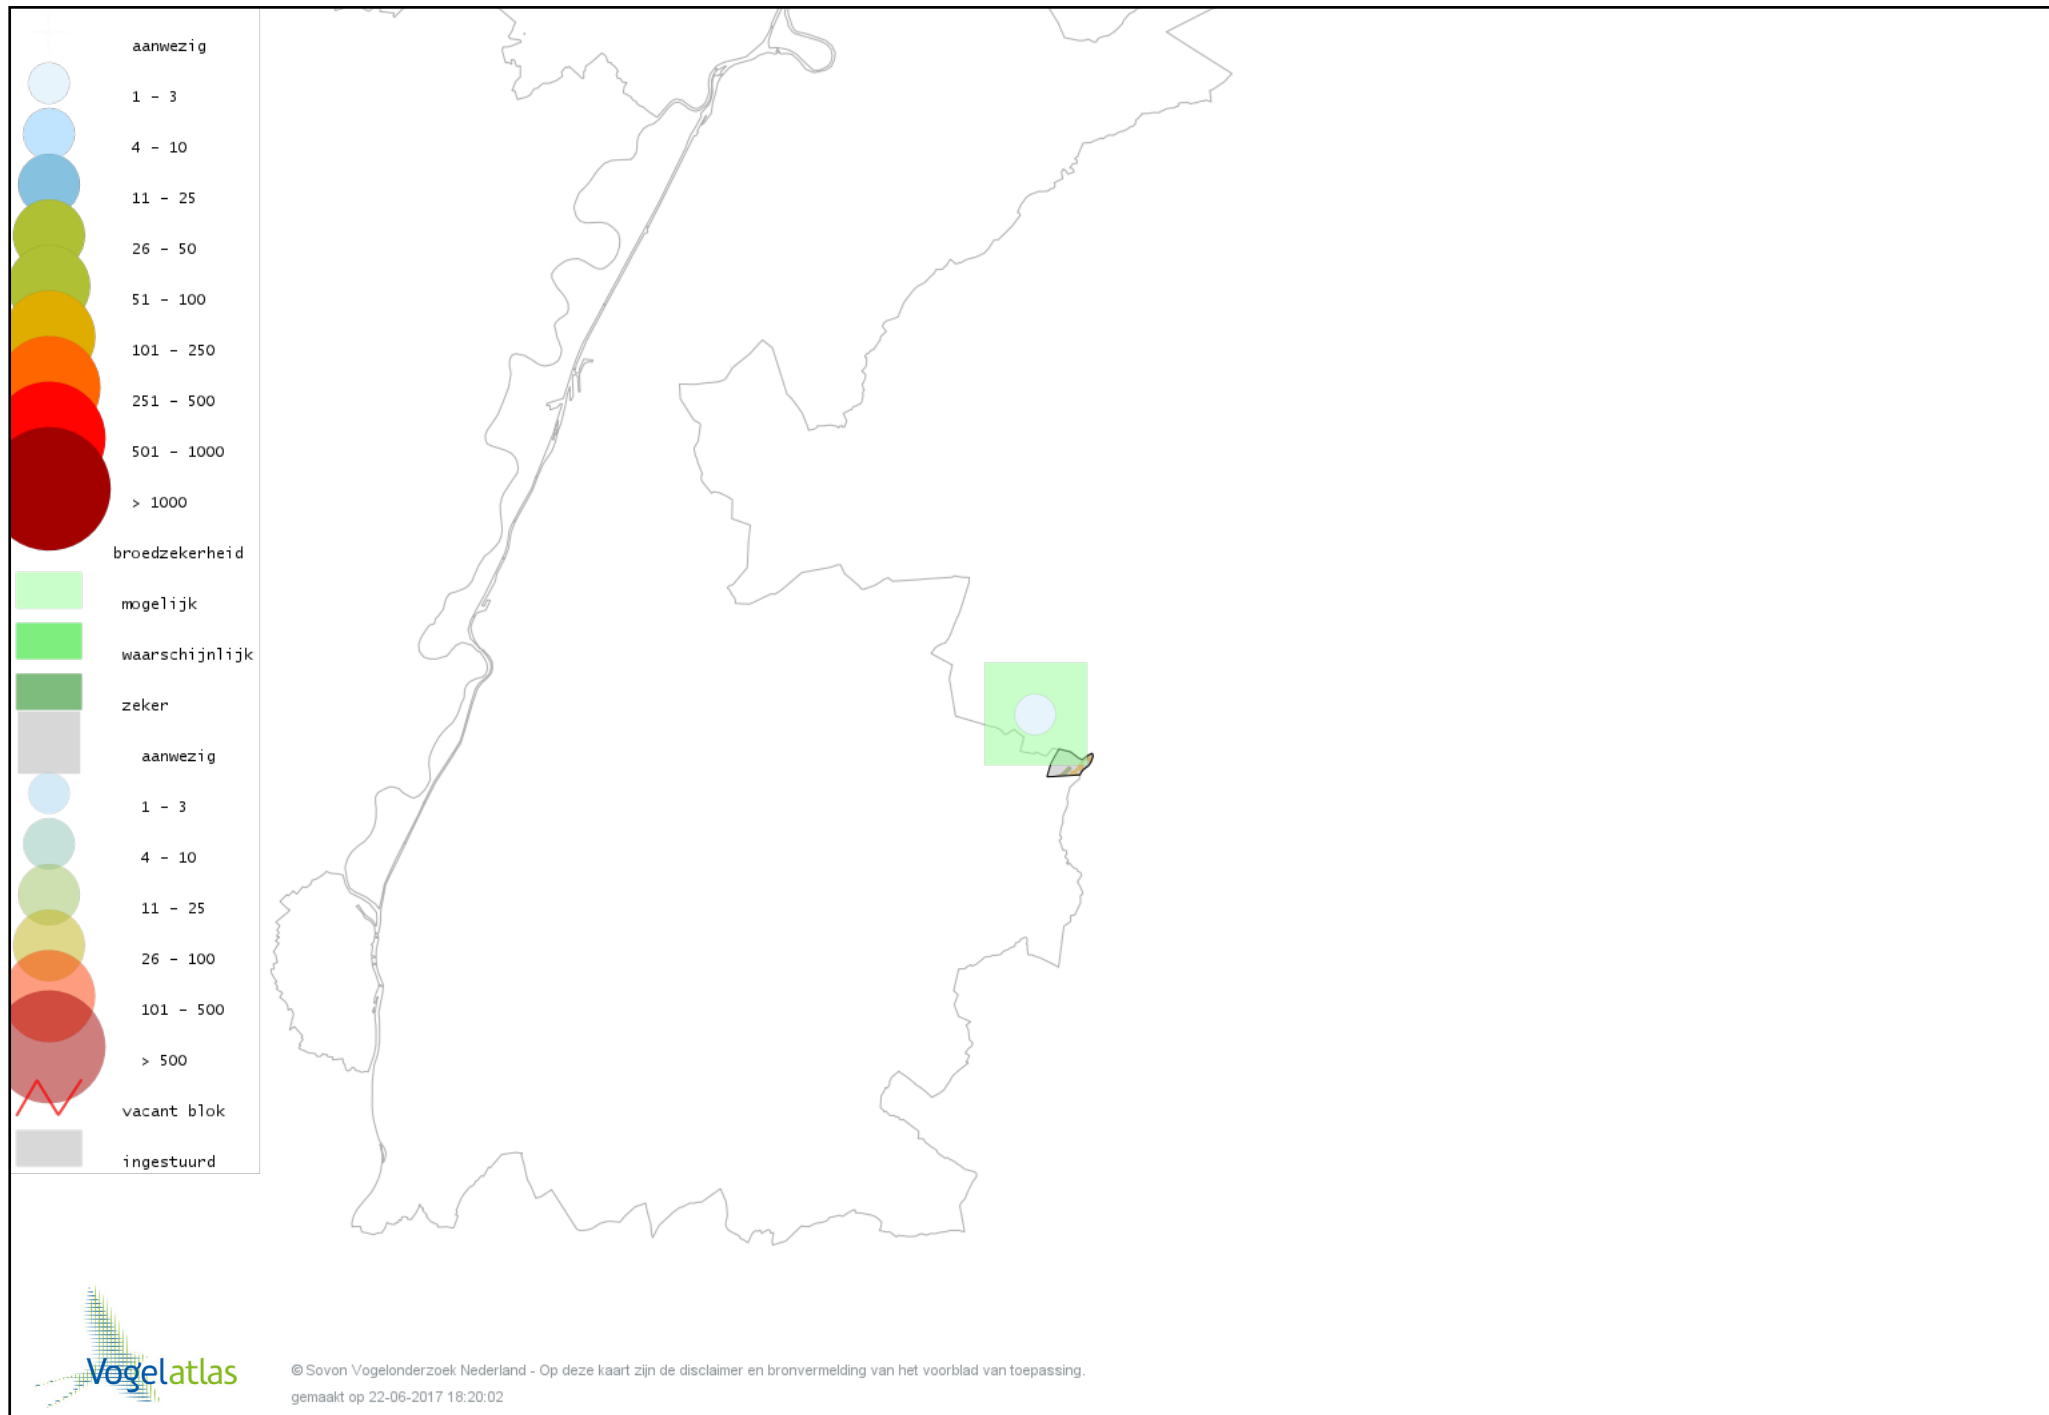 aanwezig
1 – 3
4 – 10
11 – 25
26 – 50
51 – 100
101 – 250
251 – 500
501 – 1000
> 1000
broedzekerheid
mogelijk
waarschijnlijk
zeker
aanwezig
1 – 3
4 – 10
11 – 25
26 – 100
101 – 500
> 500
vacant blok
ingestuurd
Vogelatlas
© Sovon Vogelonderzoek Nederland - Op deze kaart zijn de disclaimer en bronvermelding van het voorblad van toepassing.
gemaakt op 22-06-2017 18:20:02